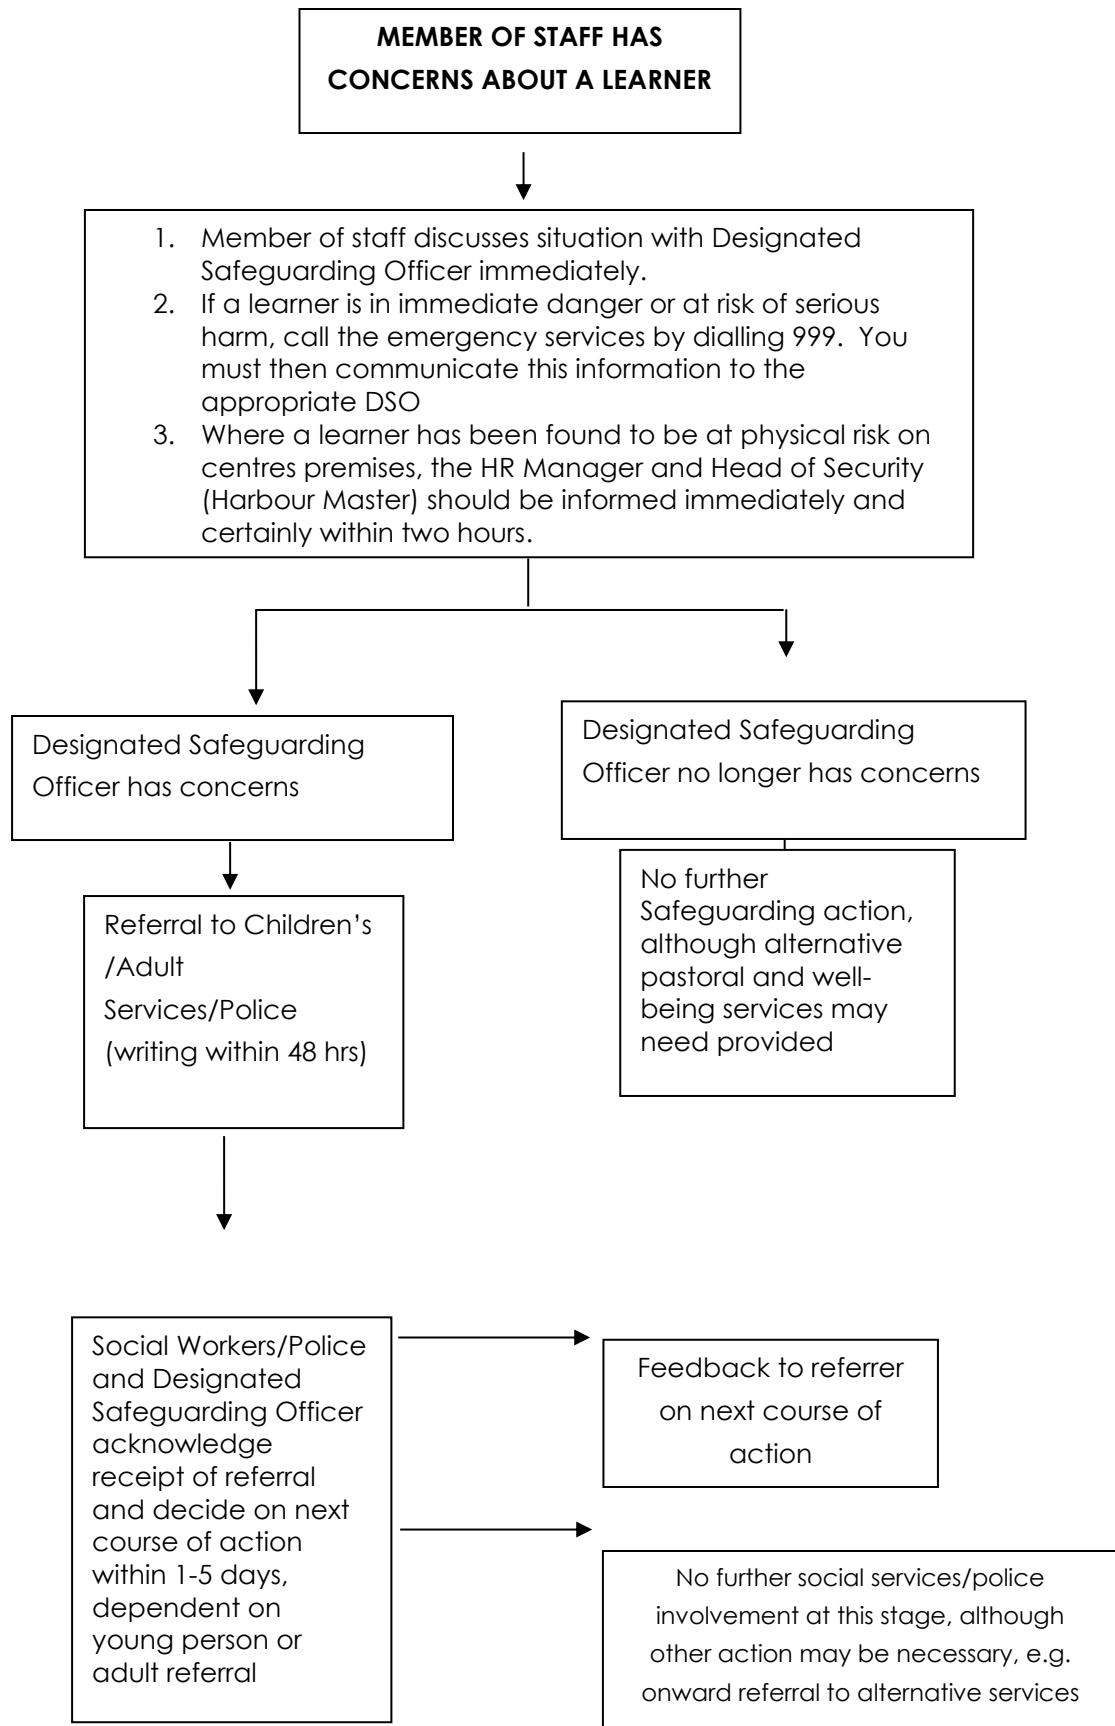 MEMBER OF STAFF HAS
CONCERNS ABOUT A LEARNER
1. Member of staff discusses situation with Designated
Safeguarding Officer immediately.
2. If a learner is in immediate danger or at risk of serious
harm, call the emergency services by dialling 999. You
must then communicate this information to the
appropriate DSO
3. Where a learner has been found to be at physical risk on
centres premises, the HR Manager and Head of Security
(Harbour Master) should be informed immediately and
certainly within two hours.
Designated Safeguarding
Officer has concerns
Designated Safeguarding
Officer no longer has concerns
Referral to Children’s
/Adult
Services/Police
(writing within 48 hrs)
No further
Safeguarding action,
although alternative
pastoral and well-
being services may
need provided
Social Workers/Police
and Designated
Safeguarding Officer
acknowledge
receipt of referral
and decide on next
course of action
within 1-5 days,
dependent on
young person or
adult referral
Feedback to referrer
on next course of
action
No further social services/police
involvement at this stage, although
other action may be necessary, e.g.
onward referral to alternative services